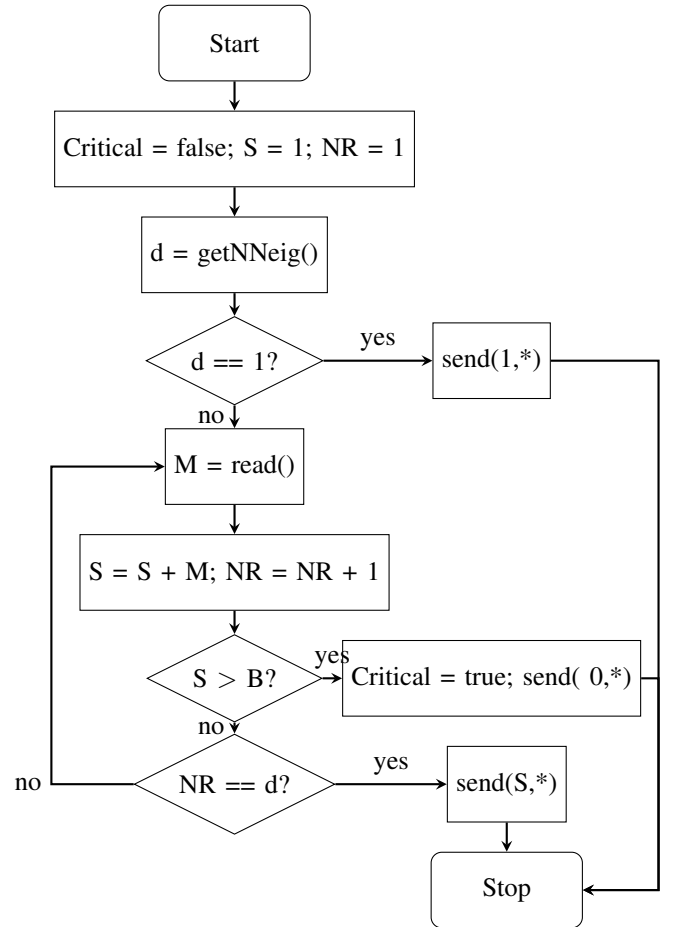 Start
Critical = false; S = 1; NR = 1
d = getNNeig()
d == 1?
yes
send(1,*)
no
M = read()
S = S + M; NR = NR + 1
S > B?
yes
Critical = true; send( 0,*)
no
NR == d?
yes
send(S,*)
no
Stop